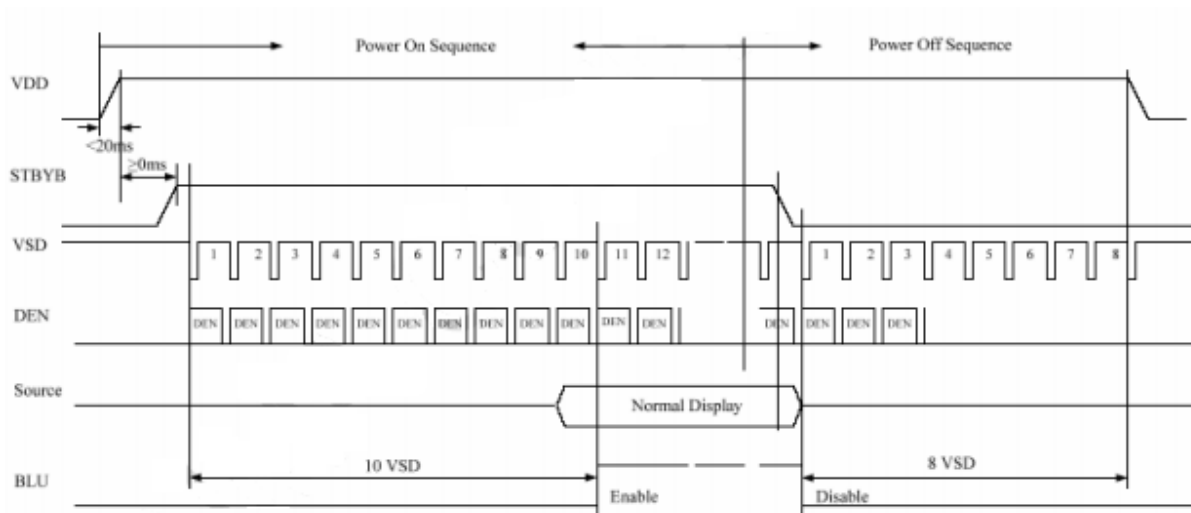 Power On Sequence
Power Off Sequence
VDD
<20ms
≥0ms
STBYB
VSD
1 2 3 4 5 6 7 8 9 10 11 12 1 2 3 4 5 6 7 8
DEN
DEN DEN DEN DEN DEN DEN DEN DEN DEN DEN DEN DEN DEN DEN DEN DEN
Source
Normal Display
10 VSD
8 VSD
BLU
Enable
Disable